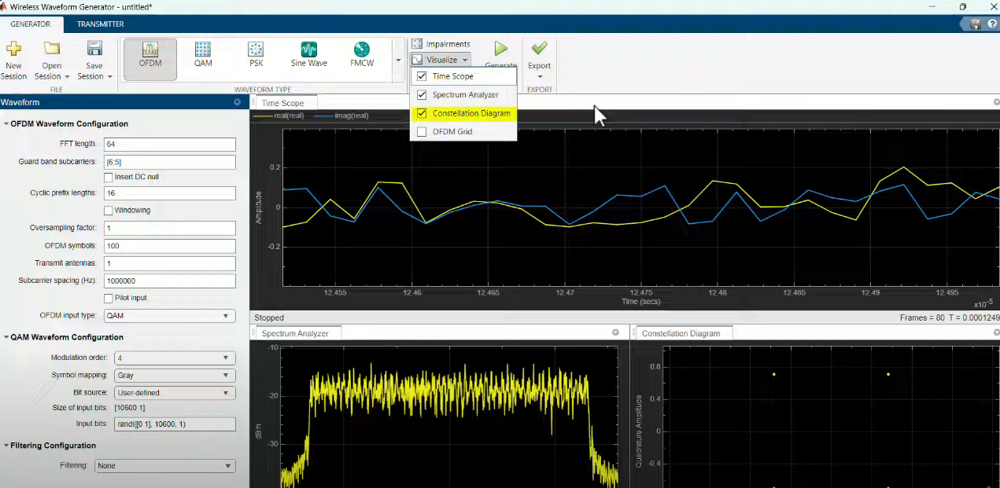 Wireless Waveform Generator - untitled*
GENERATOR
TRANSMITTER
New Session
Open Session
Save Session
FILE
OFDM
QAM
PSK
Sine Wave
FMCW
WAVEFORM TYPE
Impairments
Visualize
Generate
Export
EXPORT
Time Scope
Spectrum Analyzer
Constellation Diagram
OFDM Grid
Waveform
OFDM Waveform Configuration
FFT length: 64
Guard band subcarriers: [6;5]
Insert DC null
Cyclic prefix lengths: 16
Windowing
Oversampling factor: 1
OFDM symbols: 100
Transmit antennas: 1
Subcarrier spacing (Hz): 1000000
Pilot input
OFDM input type: QAM
QAM Waveform Configuration
Modulation order: 4
Symbol mapping: Gray
Bit source: User-defined
Size of input bits: [10600 1]
Input bits: randi([0 1], 10600, 1)
Filtering Configuration
Filtering: None
Time Scope
real(real)
imag(real)
0.2
0
-0.2
Amplitude
12.455 12.46 12.465 12.47 12.475 12.48 12.485 12.49 12.495
x10-5
Time (secs)
Stopped
Frames = 80 T = 0.0001249
Spectrum Analyzer
-10
-20
-30
dBm
Constellation Diagram
0.8
0.4
0
-0.4
Quadrature Amplitude